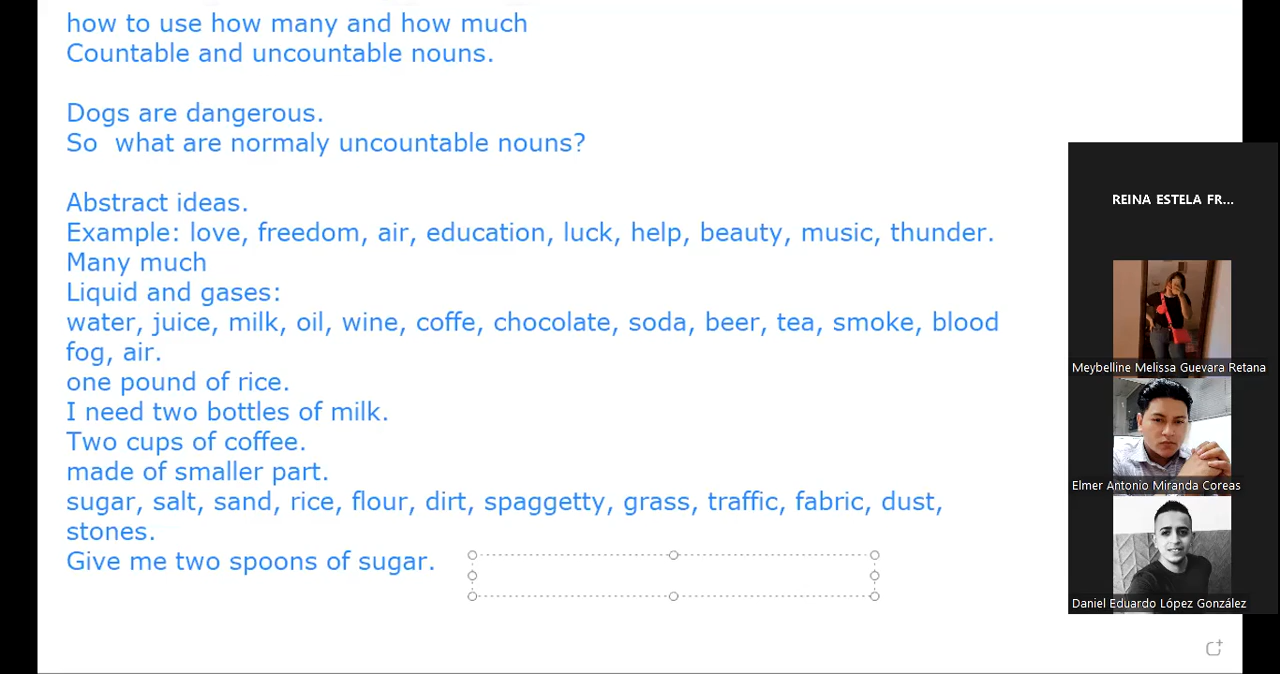 how to use how many and how much
Countable and uncountable nouns.
Dogs are dangerous.
So  what are normaly uncountable nouns?
Abstract ideas.
Example: love, freedom, air, education, luck, help, beauty, music, thunder.
Many much
Liquid and gases:
water, juice, milk, oil, wine, coffe, chocolate, soda, beer, tea, smoke, blood
fog, air.
one pound of rice.
I need two bottles of milk.
Two cups of coffee.
made of smaller part.
sugar, salt, sand, rice, flour, dirt, spaggetty, grass, traffic, fabric, dust,
stones.
Give me two spoons of sugar.
REINA ESTELA FR...
Meybelline Melissa Guevara Retana
Elmer Antonio Miranda Coreas
Daniel Eduardo López González